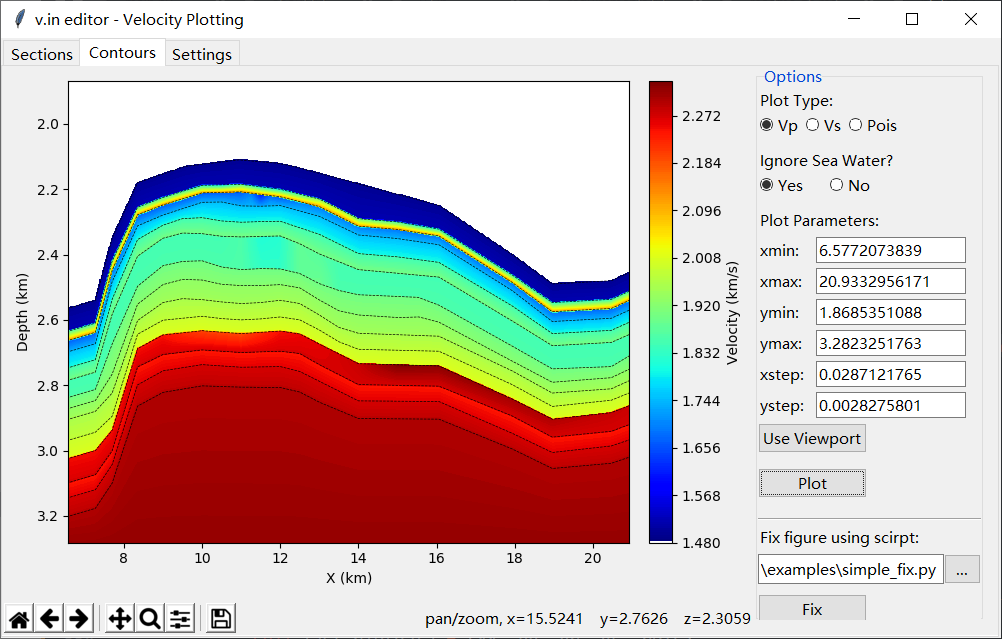 v.in editor - Velocity Plotting
Sections Contours Settings
2.0
2.2
2.4
2.6
2.8
3.0
3.2
Depth (km)
8 10 12 14 16 18 20
X (km)
2.272
2.184
2.096
2.008
1.920
1.832
1.744
1.656
1.568
1.480
Velocity (km/s)
Options
Plot Type:
Vp Vs Pois
Ignore Sea Water?
Yes No
Plot Parameters:
xmin: 6.5772073839
xmax: 20.9332956171
ymin: 1.8685351088
ymax: 3.2823251763
xstep: 0.0287121765
ystep: 0.0028275801
Use Viewport
Plot
Fix figure using scirpt:
\examples\simple_fix.py ...
Fix
pan/zoom, x=15.5241 y=2.7626 z=2.3059